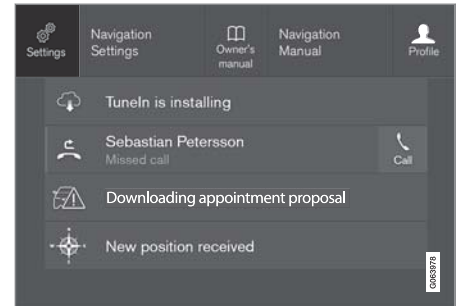 Settings
Navigation
Settings
Owner's
manual
Navigation
Manual
Profile
TuneIn is installing
Sebastian Petersson
Missed call
Call
Downloading appointment proposal
New position received
G063978